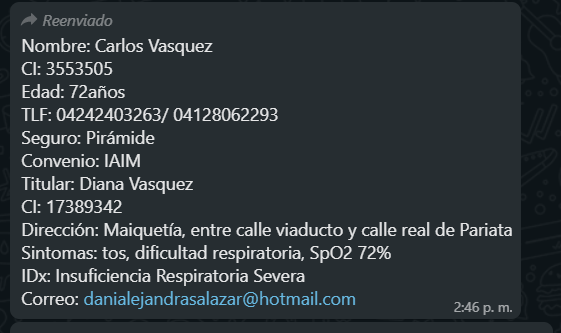 Reenviado
Nombre: Carlos Vasquez
CI: 3553505
Edad: 72años
TLF: 04242403263/ 04128062293
Seguro: Pirámide
Convenio: IAIM
Titular: Diana Vasquez
CI: 17389342
Dirección: Maiquetía, entre calle viaducto y calle real de Pariata
Sintomas: tos, dificultad respiratoria, SpO2 72%
IDx: Insuficiencia Respiratoria Severa
Correo: danialejandrasalazar@hotmail.com
2:46 p. m.